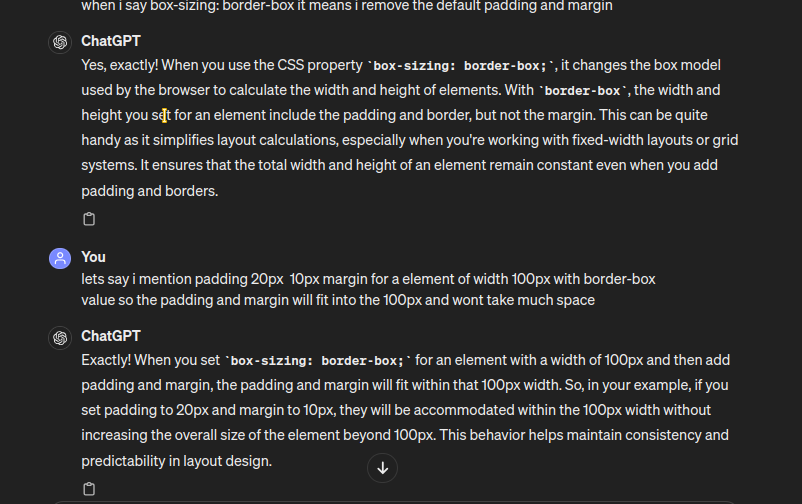 when i say box-sizing: border-box it means i remove the default padding and margin
ChatGPT
Yes, exactly! When you use the CSS property `box-sizing: border-box;`, it changes the box model
used by the browser to calculate the width and height of elements. With `border-box`, the width and
height you set for an element include the padding and border, but not the margin. This can be quite
handy as it simplifies layout calculations, especially when you're working with fixed-width layouts or grid
systems. It ensures that the total width and height of an element remain constant even when you add
padding and borders.
You
lets say i mention padding 20px  10px margin for a element of width 100px with border-box
value so the padding and margin will fit into the 100px and wont take much space
ChatGPT
Exactly! When you set `box-sizing: border-box;` for an element with a width of 100px and then add
padding and margin, the padding and margin will fit within that 100px width. So, in your example, if you
set padding to 20px and margin to 10px, they will be accommodated within the 100px width without
increasing the overall size of the element beyond 100px. This behavior helps maintain consistency and
predictability in layout design.